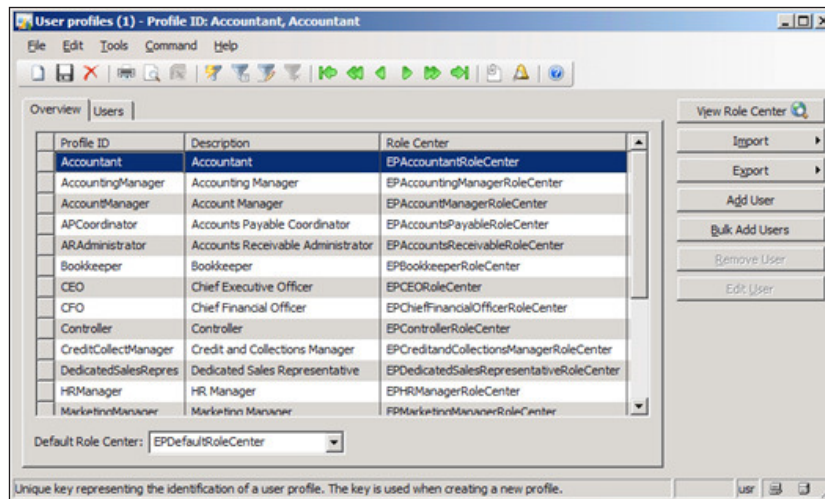 User profiles (1) - Profile ID: Accountant, Accountant
File Edit Tools Command Help
Overview Users
View Role Center
Import
Export
Add User
Bulk Add Users
Remove User
Edit User
Profile ID Description Role Center
Accountant Accountant EPAccountantRoleCenter
AccountingManager Accounting Manager EPAccountingManagerRoleCenter
AccountManager Account Manager EPAccountManagerRoleCenter
APCoordinator Accounts Payable Coordinator EPAccountsPayableRoleCenter
ARAdministrator Accounts Receivable Administrator EPAccountsReceivableRoleCenter
Bookkeeper Bookkeeper EPBookkeeperRoleCenter
CEO Chief Executive Officer EPCEORoleCenter
CFO Chief Financial Officer EPChiefFinancialOfficerRoleCenter
Controller Controller EPControllerRoleCenter
CreditCollectManager Credit and Collections Manager EPCreditandCollectionsManagerRoleCenter
DedicatedSalesRepres Dedicated Sales Representative EPDedicatedSalesRepresentativeRoleCenter
HRManager HR Manager EPHRManagerRoleCenter
MarketingManager Marketing Manager EPMarketingManagerRoleCenter
Default Role Center: EPDefaultRoleCenter
Unique key representing the identification of a user profile. The key is used when creating a new profile. usr